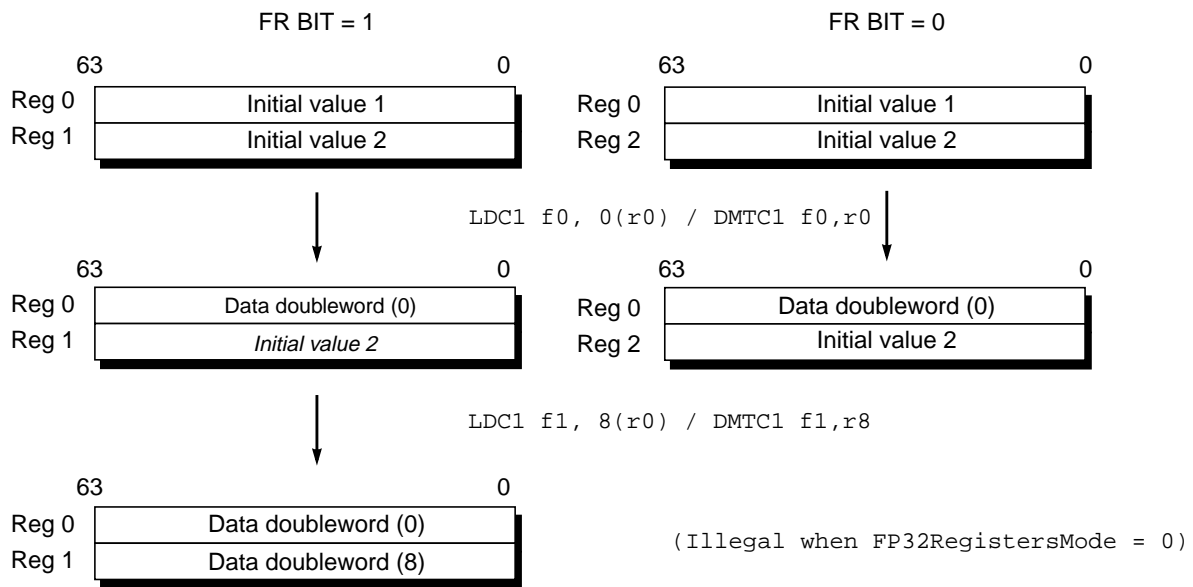 FR BIT = 1
FR BIT = 0
63 0
63 0
Reg 0 Initial value 1
Reg 1 Initial value 2
Reg 0 Initial value 1
Reg 2 Initial value 2
LDC1 f0, 0(r0) / DMTC1 f0,r0
63 0
63 0
Reg 0 Data doubleword (0)
Reg 1 Initial value 2
Reg 0 Data doubleword (0)
Reg 2 Initial value 2
LDC1 f1, 8(r0) / DMTC1 f1,r8
63 0
Reg 0 Data doubleword (0)
Reg 1 Data doubleword (8)
(Illegal when FP32RegistersMode = 0)